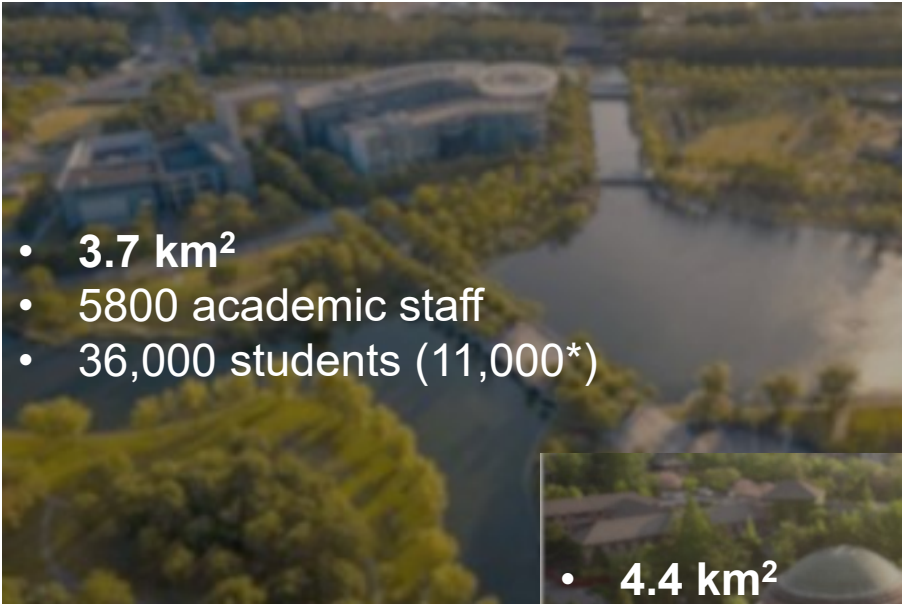 • 3.7 km²
• 5800 academic staff
• 36,000 students (11,000*)
• 4.4 km²